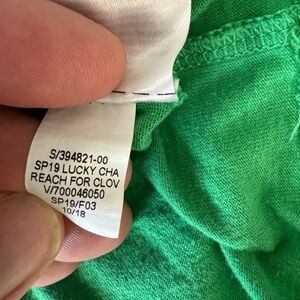 S/394821-00
SP19 LUCKY CHA
REACH FOR CLOV
V/700046050
SP19/F03
10/18